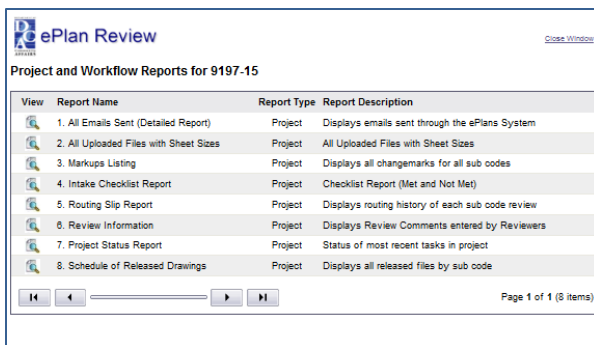 ePlan Review
Close Window
Project and Workflow Reports for 9197-15
View Report Name Report Type Report Description
1. All Emails Sent (Detailed Report) Project Displays emails sent through the ePlans System
2. All Uploaded Files with Sheet Sizes Project All Uploaded Files with Sheet Sizes
3. Markups Listing Project Displays all changemarks for all sub codes
4. Intake Checklist Report Project Checklist Report (Met and Not Met)
5. Routing Slip Report Project Displays routing history of each sub code review
6. Review Information Project Displays Review Comments entered by Reviewers
7. Project Status Report Project Status of most recent tasks in project
8. Schedule of Released Drawings Project Displays all released files by sub code
Page 1 of 1 (8 items)